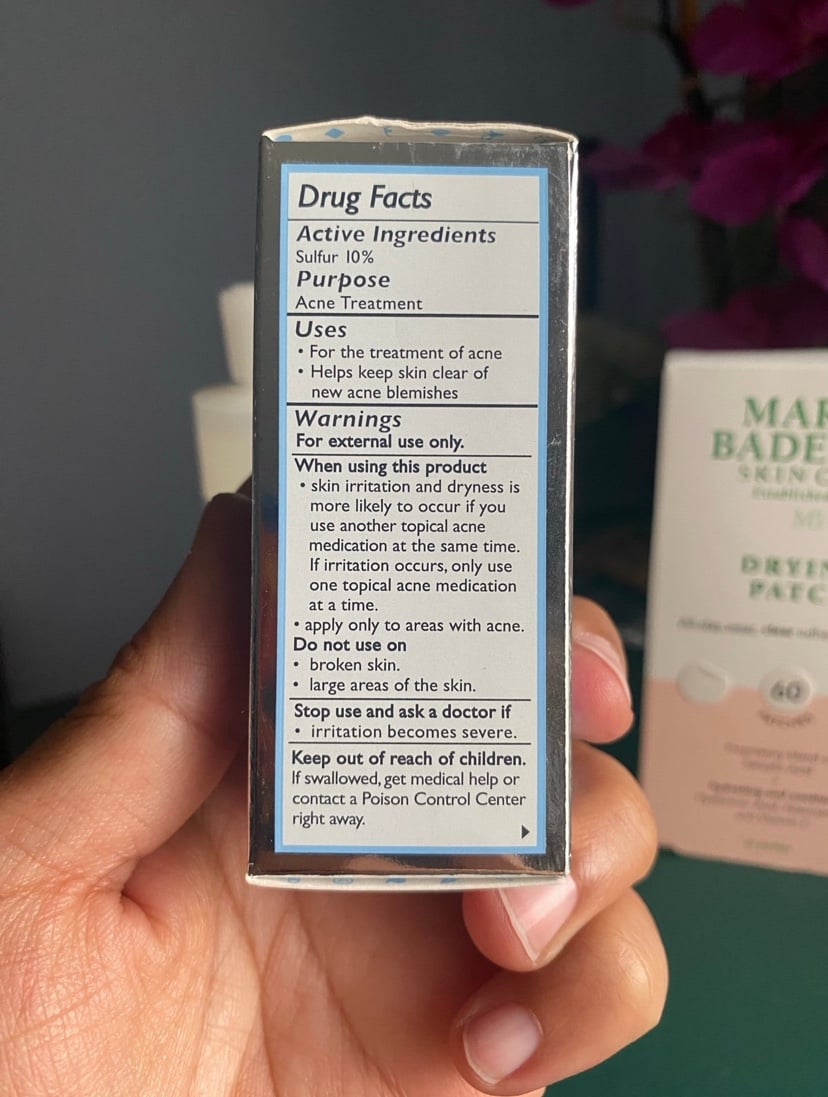 Drug Facts
Active Ingredients
Sulfur 10%
Purpose
Acne Treatment
Uses
• For the treatment of acne
• Helps keep skin clear of
new acne blemishes
Warnings
For external use only.
When using this product
• skin irritation and dryness is
more likely to occur if you
use another topical acne
medication at the same time.
If irritation occurs, only use
one topical acne medication
at a time.
• apply only to areas with acne.
Do not use on
• broken skin.
• large areas of the skin.
Stop use and ask a doctor if
• irritation becomes severe.
Keep out of reach of children.
If swallowed, get medical help or
contact a Poison Control Center
right away.
MAR
BADE
SKIN C
Established
DRYIN
PATC
60